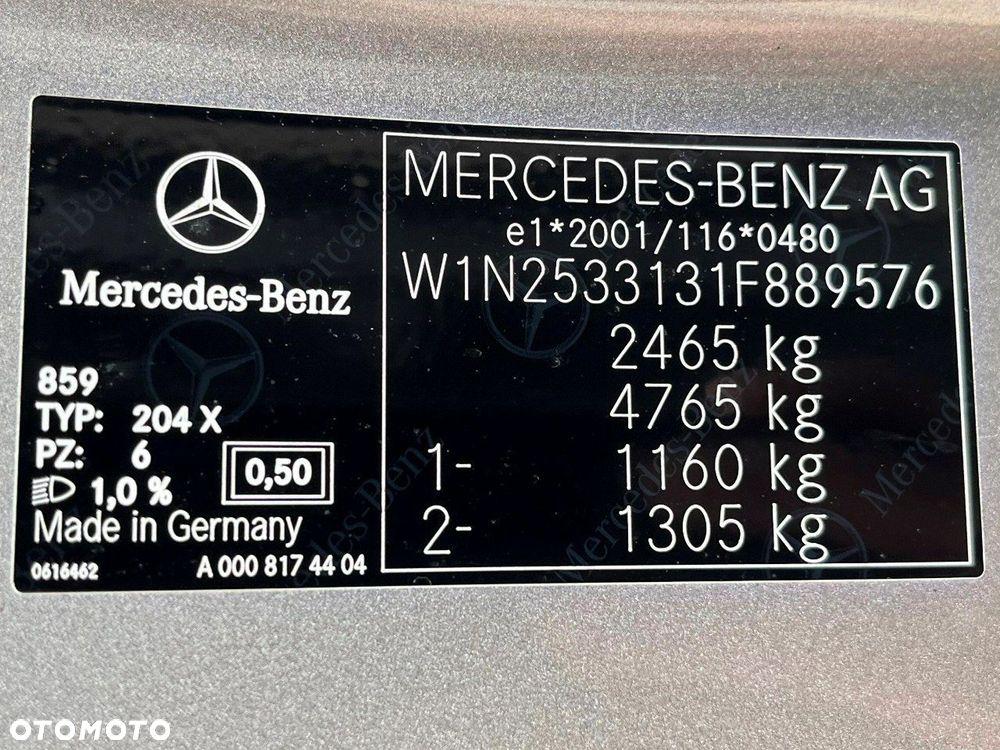 Mercedes-Benz
859
TYP: 204 X
PZ: 6
0,50
1,0 %
Made in Germany
0616462
A 000 817 44 04
MERCEDES-BENZ AG
e1*2001/116*0480
W1N2533131F889576
2465 kg
4765 kg
1- 1160 kg
2- 1305 kg
OTOMOTO